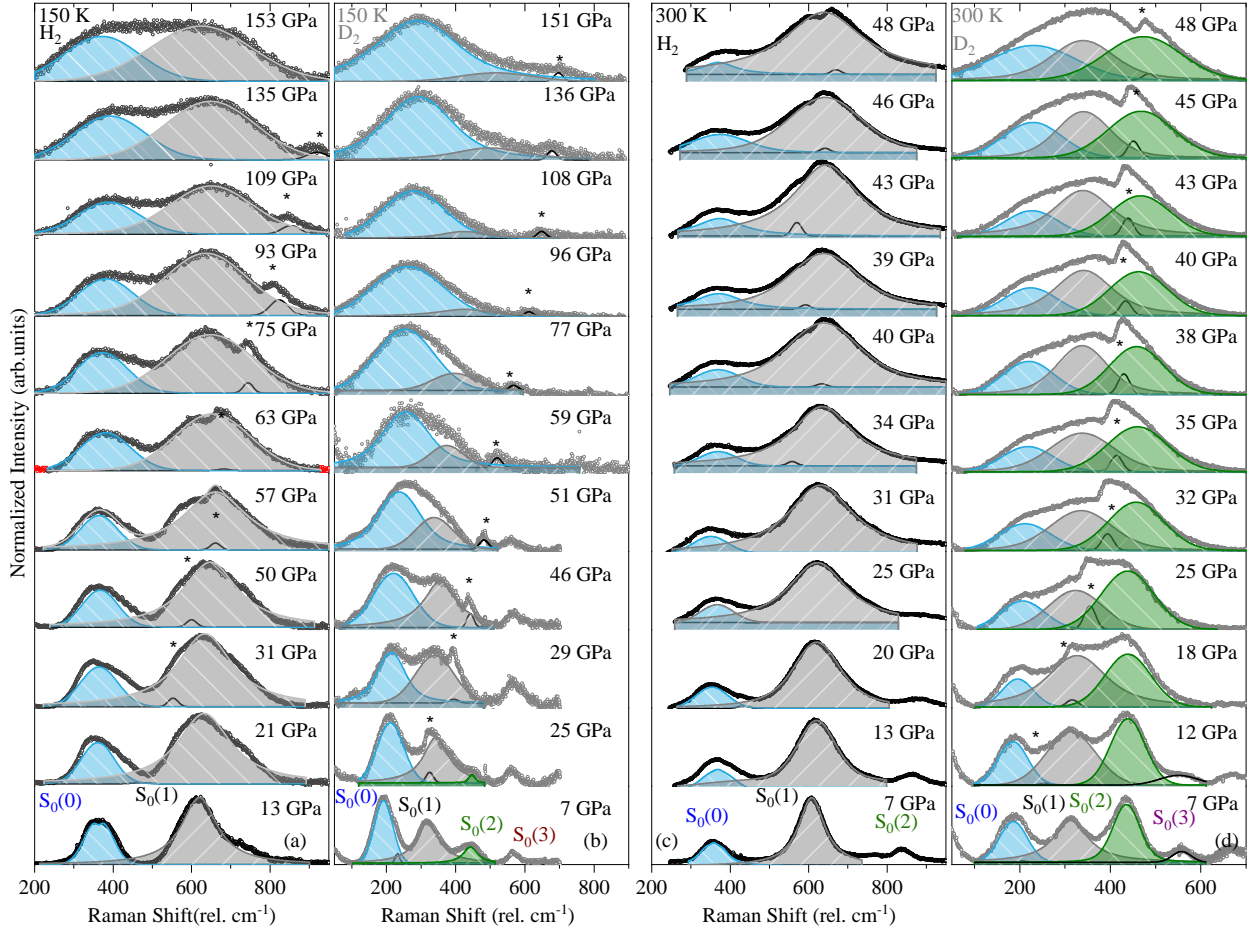 Normalized Intensity (arb.units)
150 K
H₂
153 GPa
135 GPa
*
109 GPa
*
93 GPa
*
75 GPa
*
63 GPa
*
57 GPa
*
50 GPa
*
31 GPa
*
21 GPa
S₀(0)
S₀(1)
13 GPa
(a)
200 400 600 800
Raman Shift(rel. cm⁻¹)
150 K
D₂
151 GPa
*
136 GPa
*
108 GPa
*
96 GPa
*
77 GPa
*
59 GPa
*
51 GPa
*
46 GPa
*
29 GPa
*
25 GPa
*
S₀(0)
S₀(1)
7 GPa
S₀(2)
S₀(3)
(b)
200 400 600 800
Raman Shift (rel. cm⁻¹)
300 K
H₂
48 GPa
46 GPa
43 GPa
39 GPa
40 GPa
34 GPa
31 GPa
25 GPa
20 GPa
13 GPa
S₀(0)
S₀(1)
7 GPa
S₀(2)
(c)
200 400 600 800
Raman Shift (rel. cm⁻¹)
300 K
D₂
48 GPa
*
45 GPa
*
43 GPa
*
40 GPa
*
38 GPa
*
35 GPa
*
32 GPa
*
25 GPa
*
18 GPa
*
12 GPa
*
S₀(0)
S₀(1)
S₀(2)
7 GPa
S₀(3)
(d)
200 400 600
Raman Shift (rel. cm⁻¹)